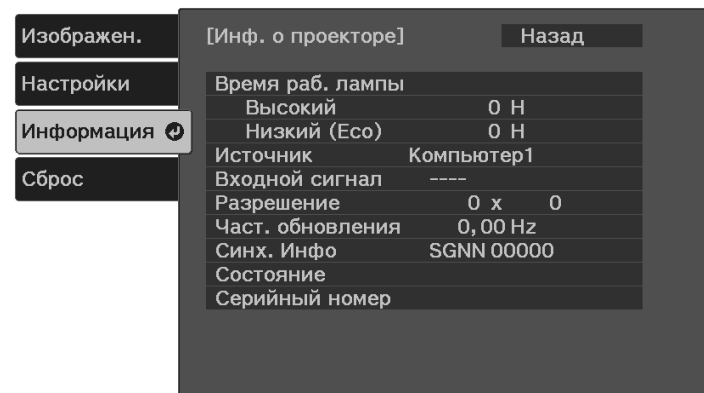 Изображен.
Настройки
Информация
Сброс
[Инф. о проекторе] Назад
Время раб. лампы
Высокий 0 H
Низкий (Eco) 0 H
Источник Компьютер1
Входной сигнал ----
Разрешение 0 x 0
Част. обновления 0,00 Hz
Синх. Инфо SGNN 00000
Состояние
Серийный номер